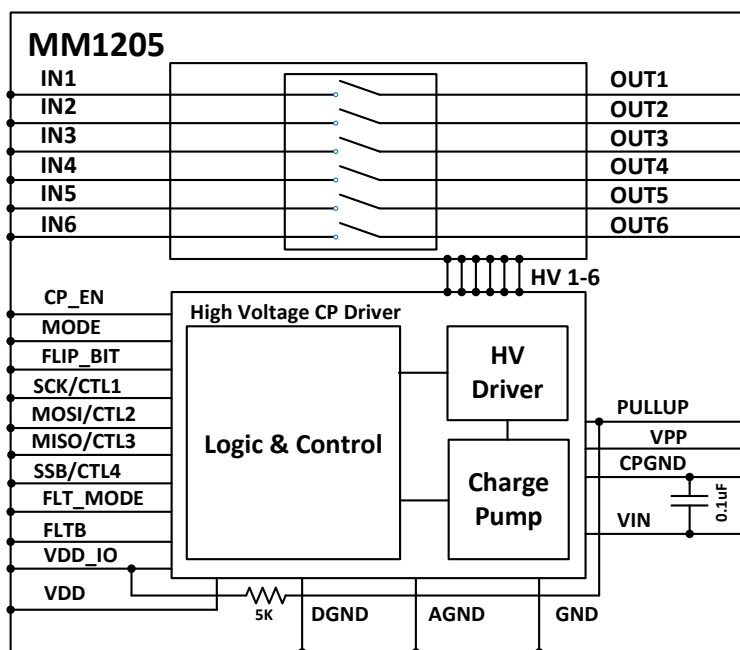 MM1205
IN1
OUT1
IN2
OUT2
IN3
OUT3
IN4
OUT4
IN5
OUT5
IN6
OUT6
HV 1-6
CP_EN
High Voltage CP Driver
MODE
FLIP_BIT
SCK/CTL1
MOSI/CTL2
MISO/CTL3
SSB/CTL4
FLT_MODE
FLTB
VDD_IO
VDD
Logic & Control
HV
Driver
Charge
Pump
PULLUP
VPP
CPGND
0.1uF
VIN
5K
DGND
AGND
GND